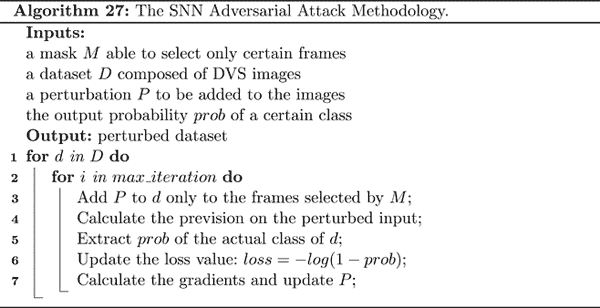 Algorithm 27: The SNN Adversarial Attack Methodology.
Inputs:
a mask M able to select only certain frames
a dataset D composed of DVS images
a perturbation P to be added to the images
the output probability prob of a certain class
Output: perturbed dataset
1 for d in D do
2 for i in max_iteration do
3 Add P to d only to the frames selected by M;
4 Calculate the prevision on the perturbed input;
5 Extract prob of the actual class of d;
6 Update the loss value: loss = −log(1 − prob);
7 Calculate the gradients and update P;